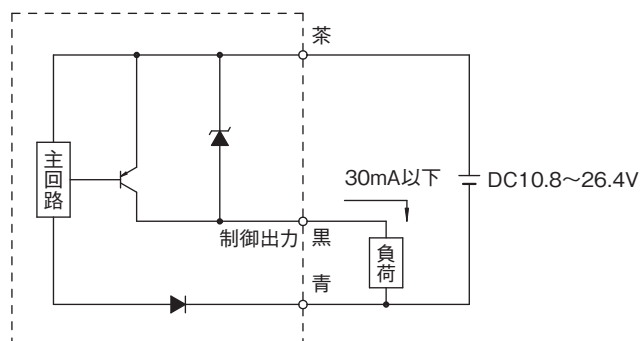 茶
主回路
30mA以下
DC10.8～26.4V
制御出力
黒
負荷
青